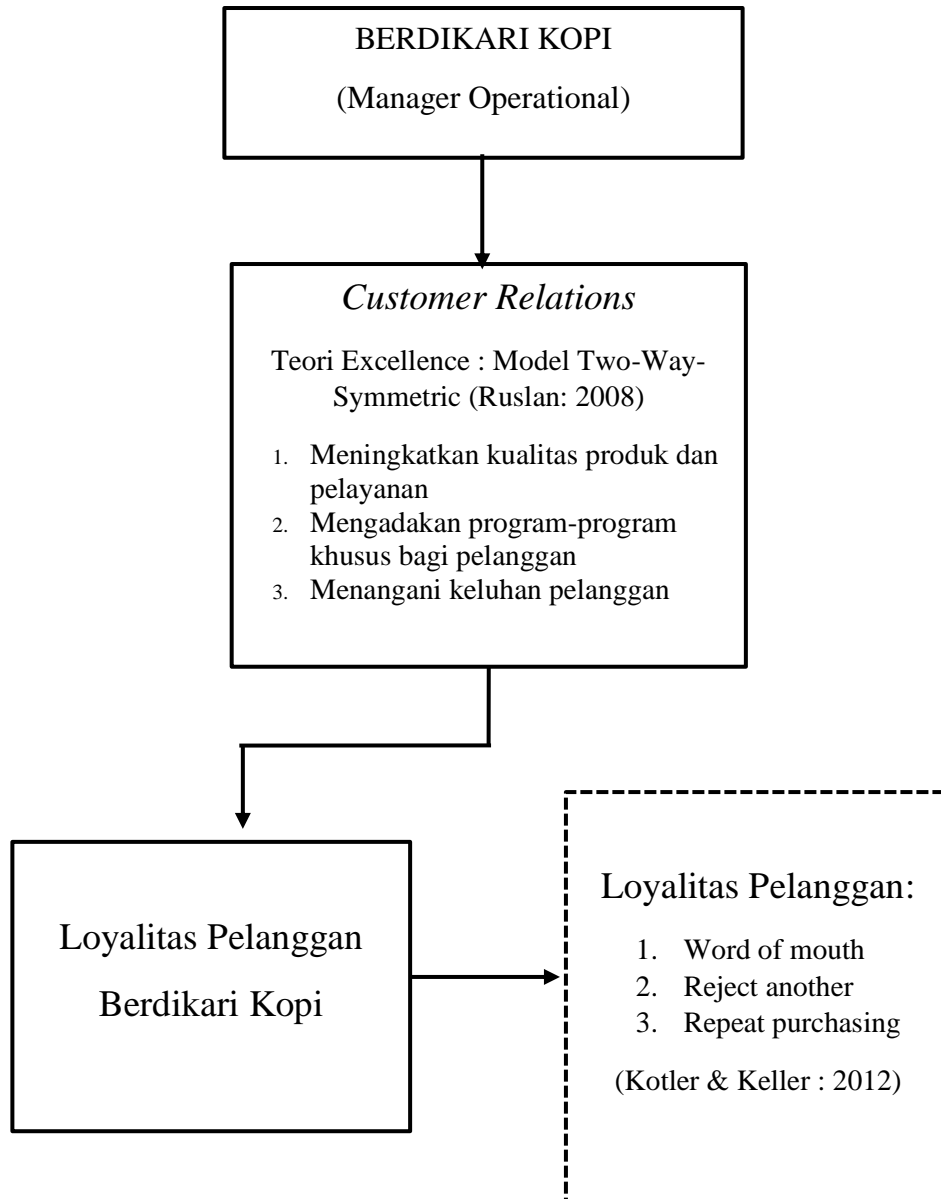 BERDIKARI KOPI
(Manager Operational)
Customer Relations
Teori Excellence : Model Two-Way-
Symmetric (Ruslan: 2008)
1. Meningkatkan kualitas produk dan
pelayanan
2. Mengadakan program-program
khusus bagi pelanggan
3. Menangani keluhan pelanggan
Loyalitas Pelanggan
Berdikari Kopi
Loyalitas Pelanggan:
1. Word of mouth
2. Reject another
3. Repeat purchasing
(Kotler & Keller : 2012)